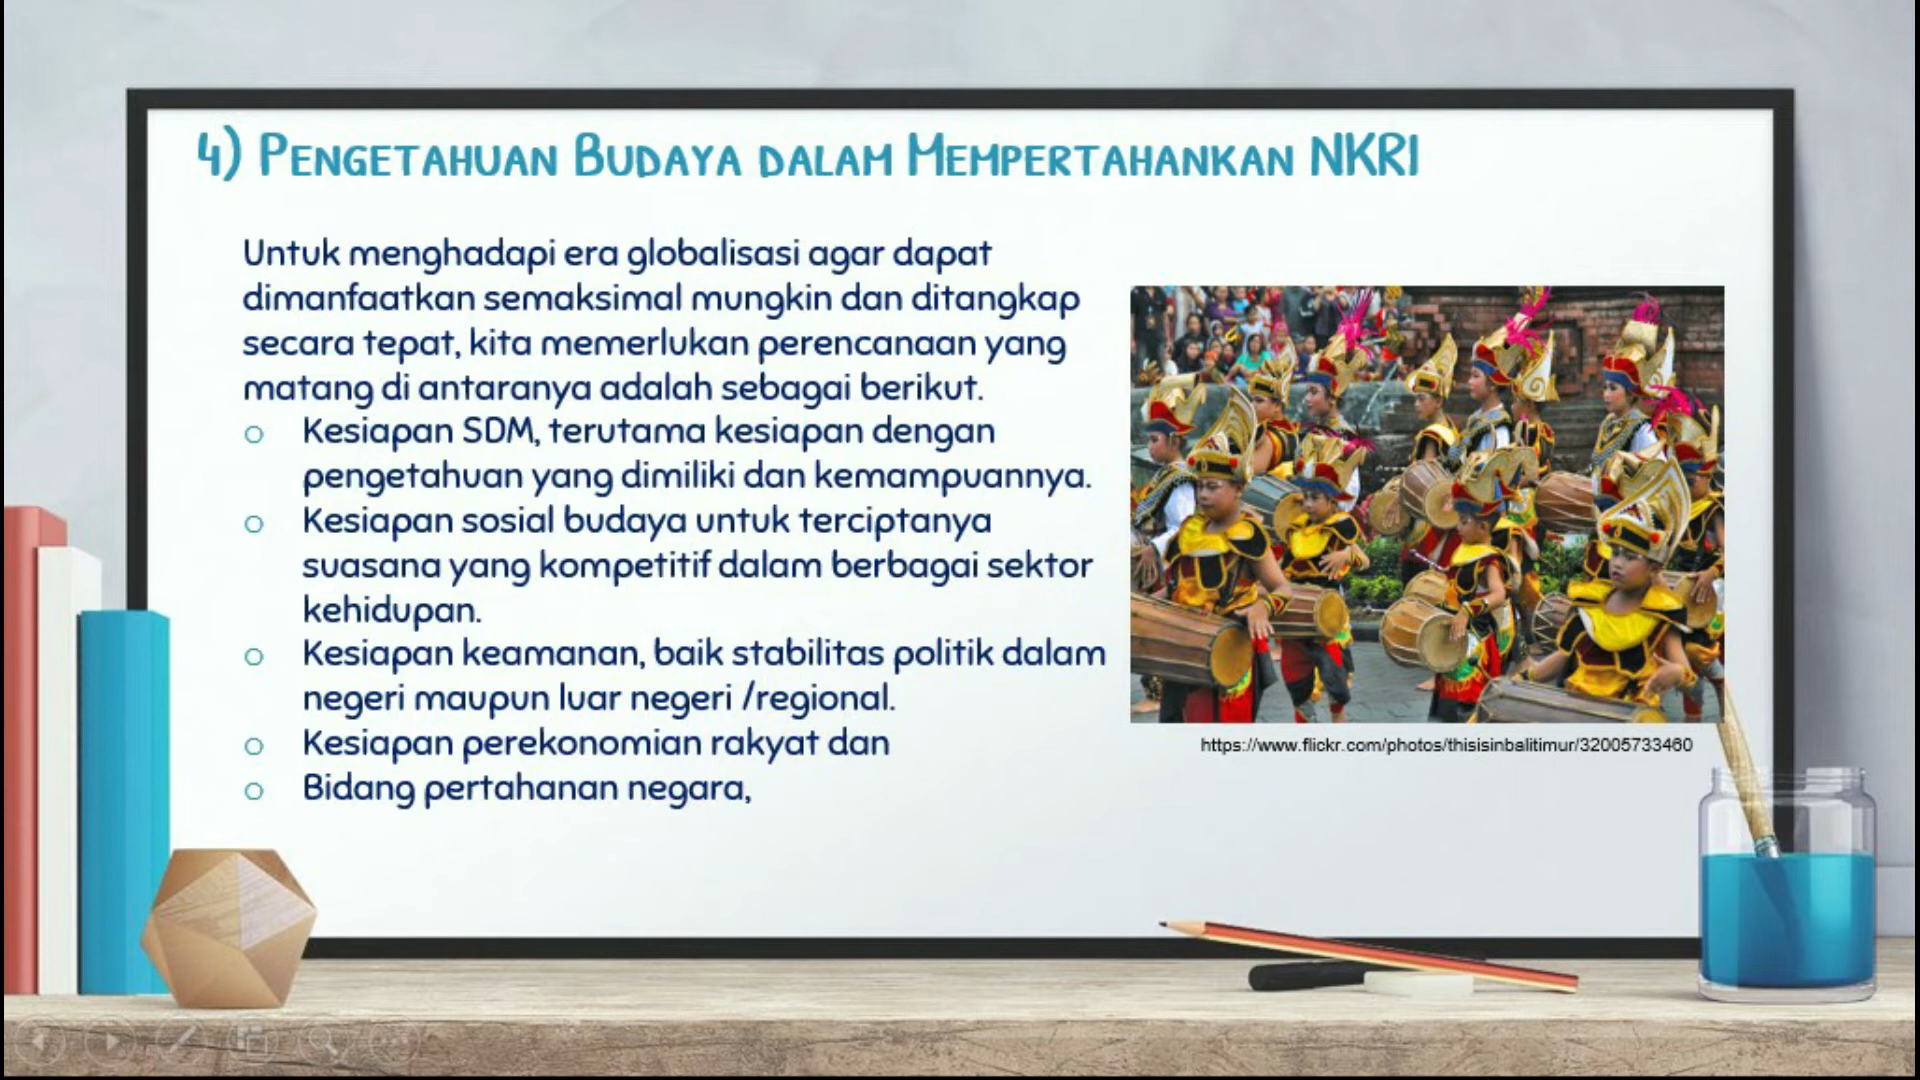 4) Pengetahuan Budaya dalam Mempertahankan NKRI
Untuk menghadapi era globalisasi agar dapat
dimanfaatkan semaksimal mungkin dan ditangkap
secara tepat, kita memerlukan perencanaan yang
matang di antaranya adalah sebagai berikut.
o Kesiapan SDM, terutama kesiapan dengan
pengetahuan yang dimiliki dan kemampuannya.
o Kesiapan sosial budaya untuk terciptanya
suasana yang kompetitif dalam berbagai sektor
kehidupan.
o Kesiapan keamanan, baik stabilitas politik dalam
negeri maupun luar negeri /regional.
o Kesiapan perekonomian rakyat dan
o Bidang pertahanan negara,
https://www.flickr.com/photos/thisisinbalitimur/32005733460